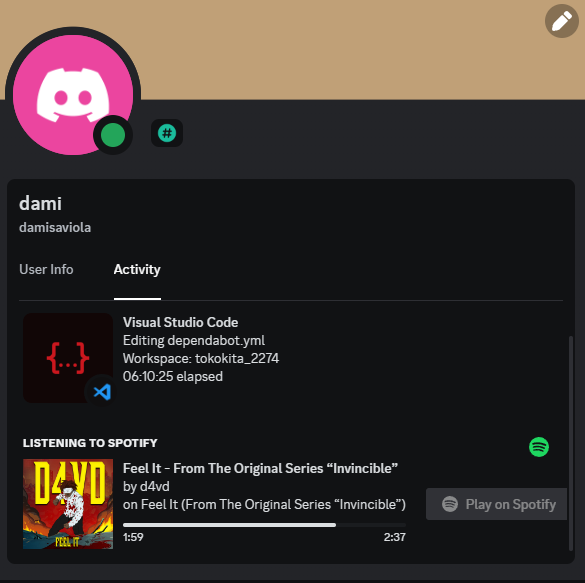 #
dami
damisaviola
User Info
Activity
{...}
Visual Studio Code
Editing dependabot.yml
Workspace: tokokita_2274
06:10:25 elapsed
LISTENING TO SPOTIFY
D4VD
FEEL IT
Feel It - From The Original Series “Invincible”
by d4vd
on Feel It (From The Original Series “Invincible”)
Play on Spotify
1:59
2:37